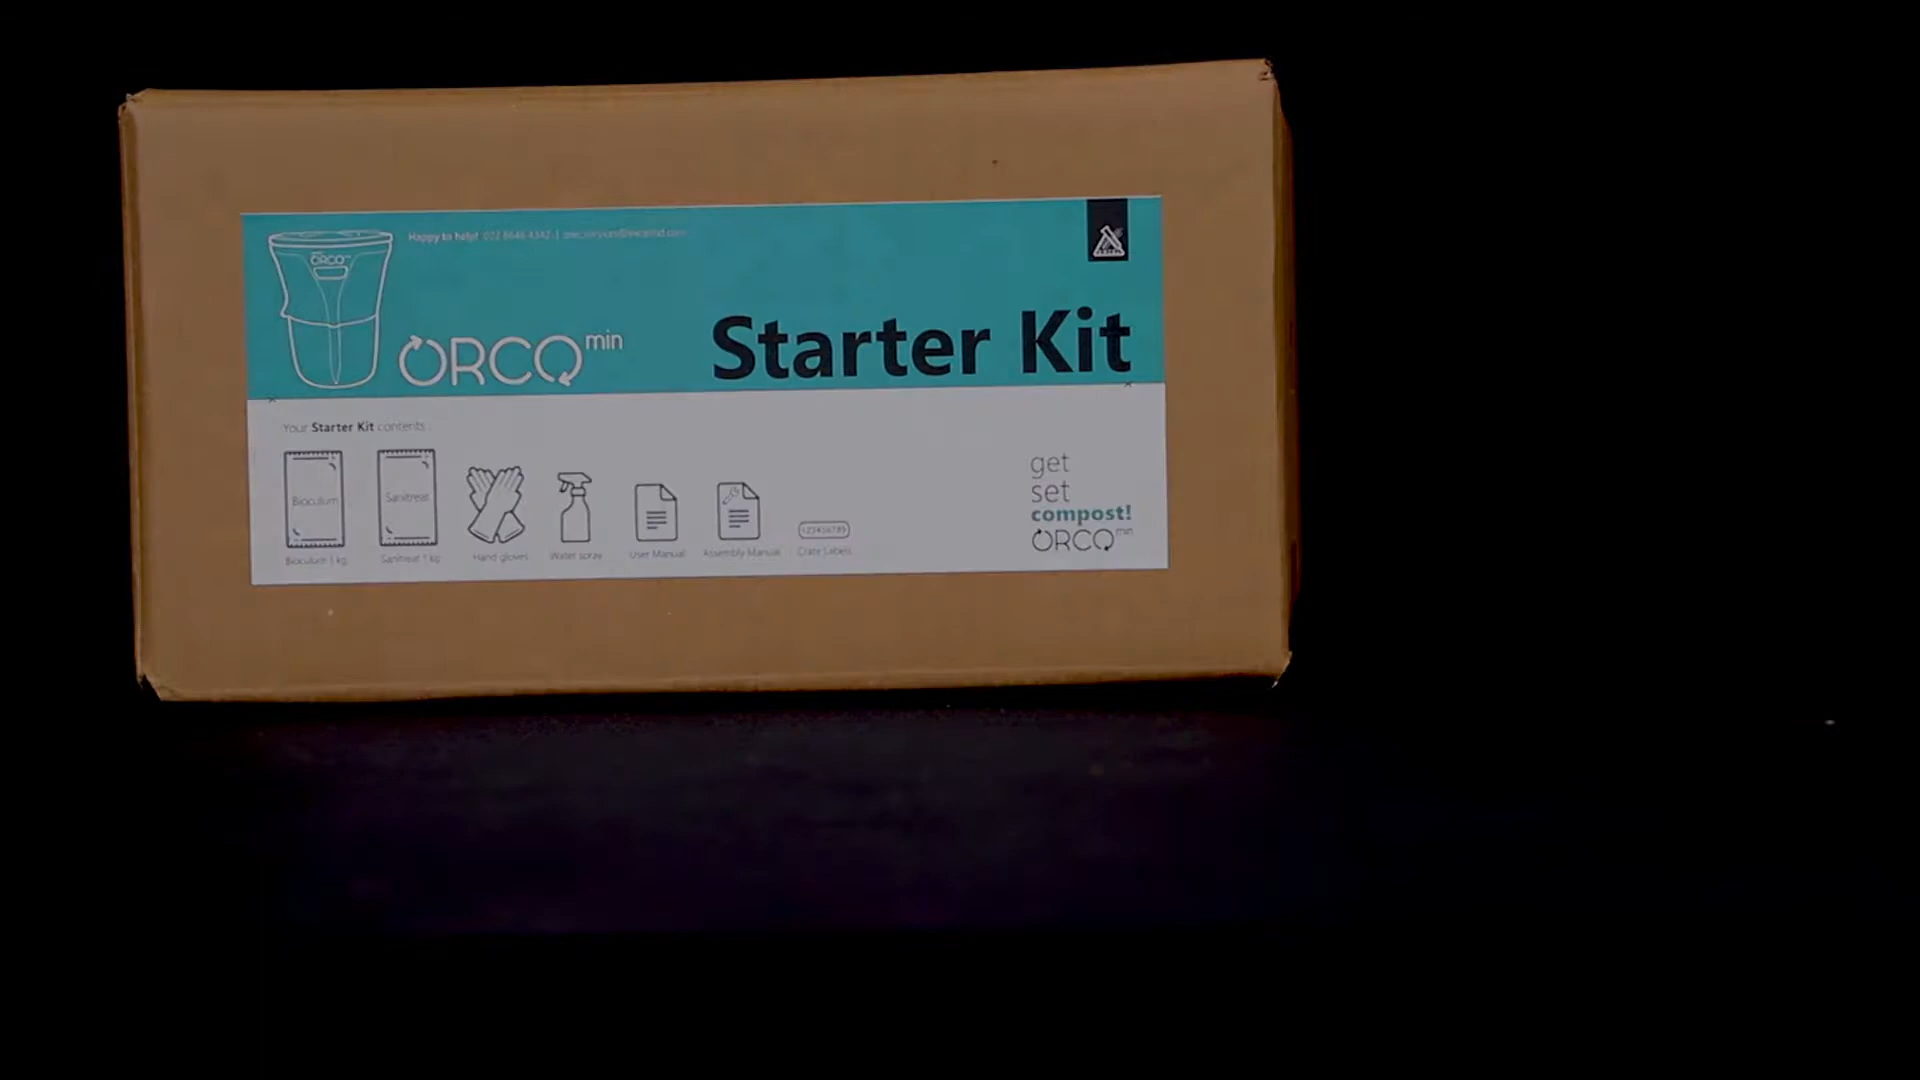 Happy to help!
ORCO
ORCO min
Starter Kit
Your Starter Kit contents :
Bioculum
Sanitreat
123456789
Bioculum 1 kg
Sanitreat 1 kg
Hand gloves
Water spray
User Manual
Assembly Manual
Crate Labels
get
set
compost!
ORCO min